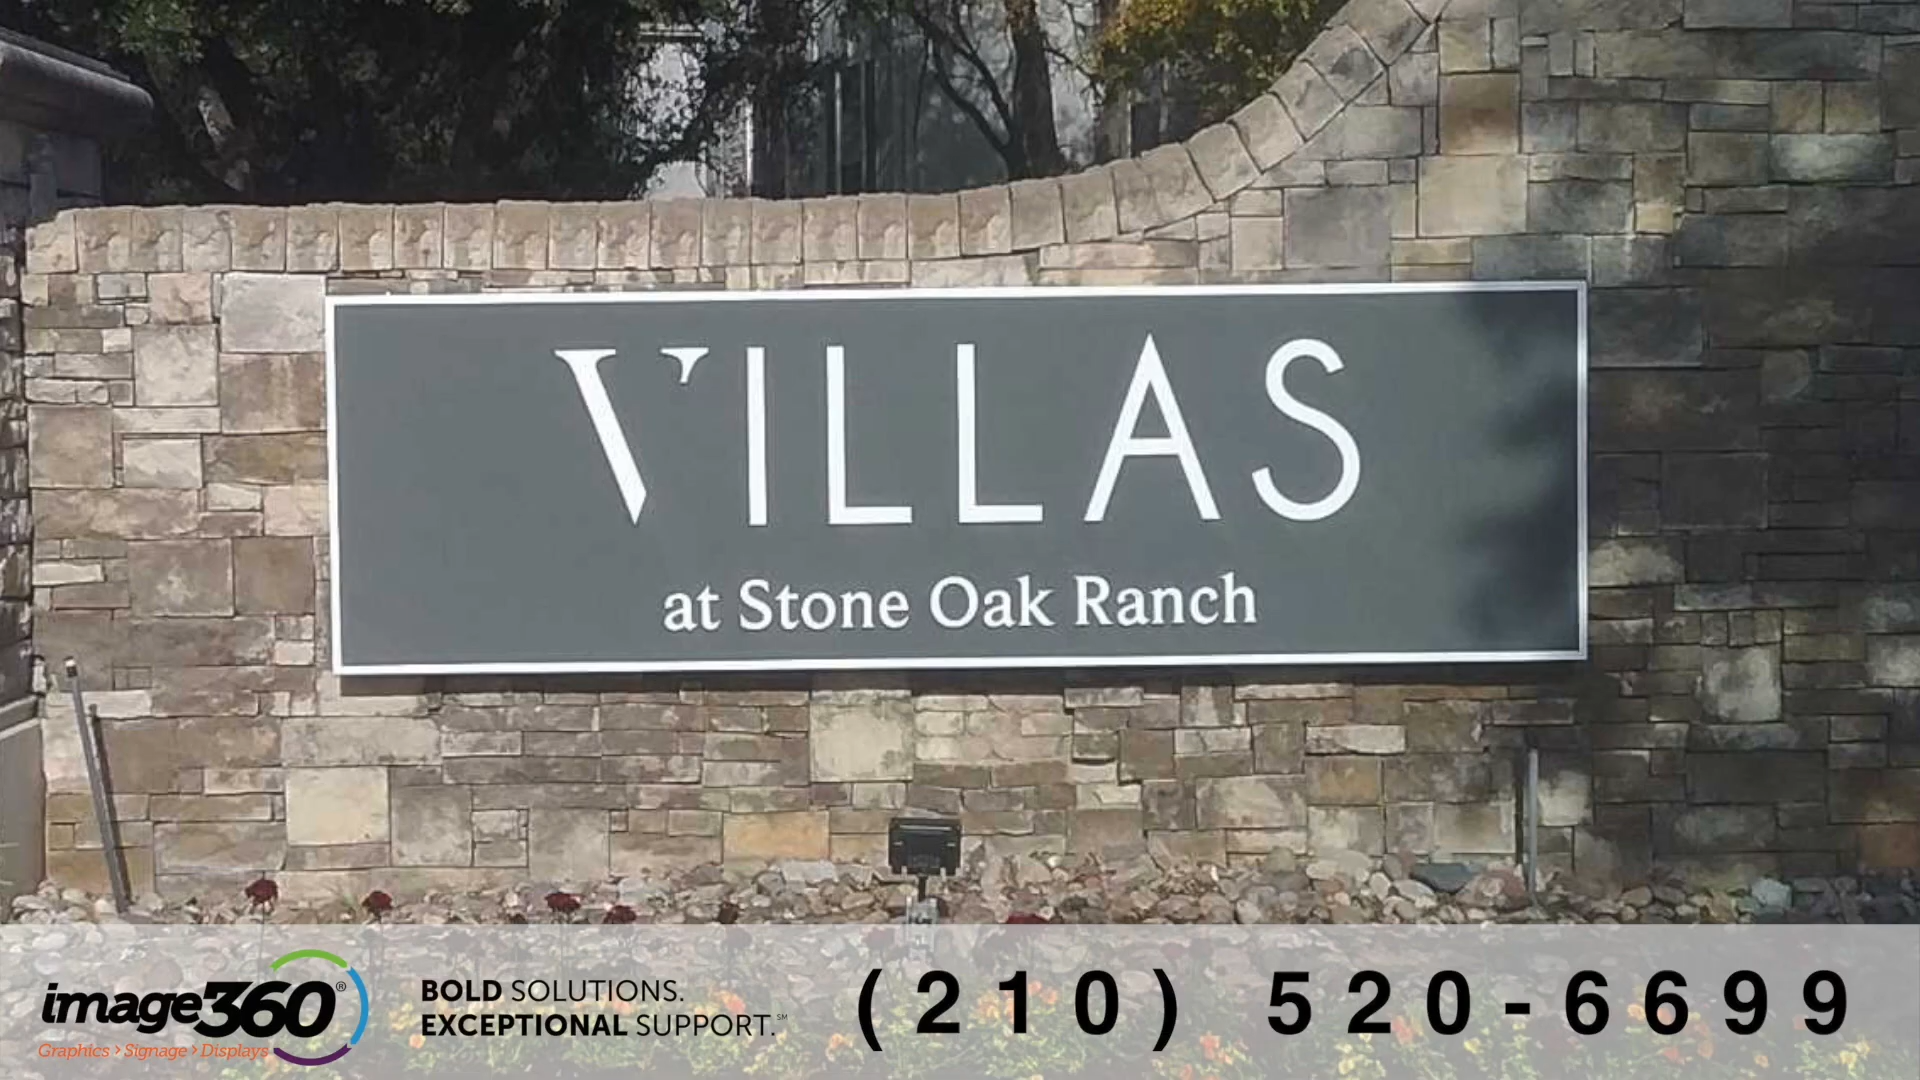 VILLAS
at Stone Oak Ranch
image360®
Graphics > Signage > Displays
BOLD SOLUTIONS.
EXCEPTIONAL SUPPORT.℠
(210) 520-6699